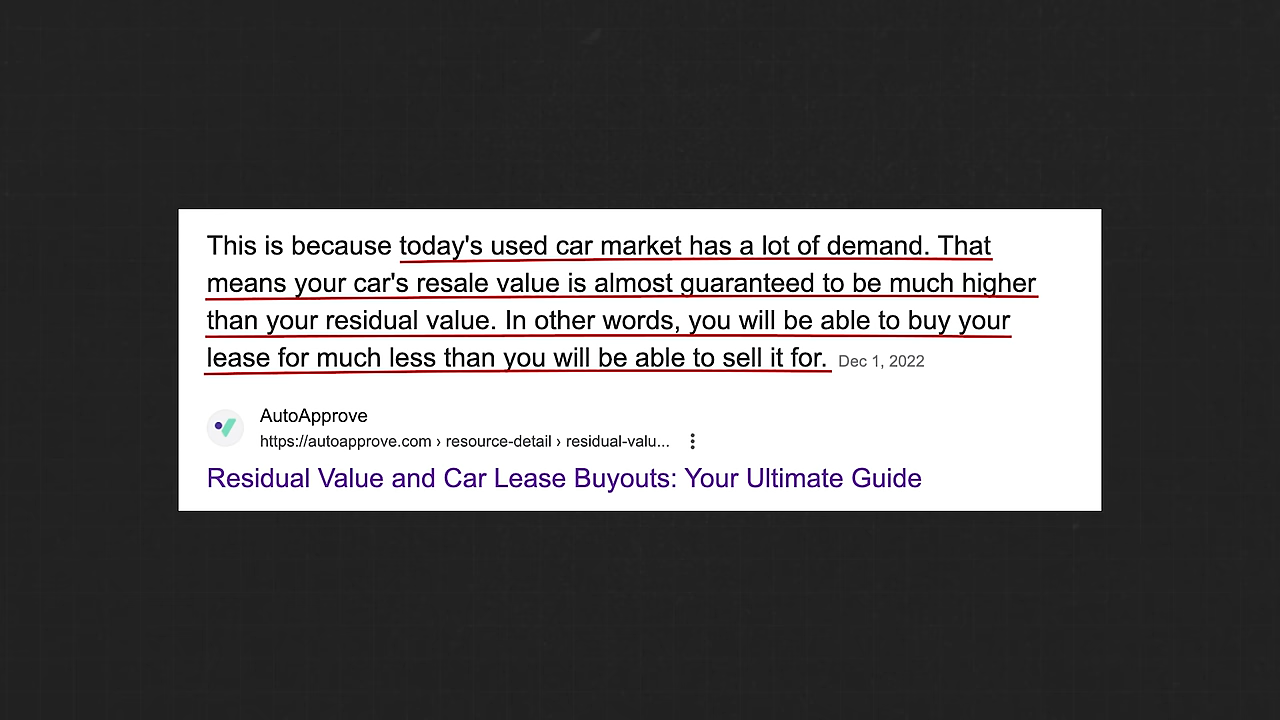 This is because today's used car market has a lot of demand. That
means your car's resale value is almost guaranteed to be much higher
than your residual value. In other words, you will be able to buy your
lease for much less than you will be able to sell it for. Dec 1, 2022
AutoApprove
https://autoapprove.com › resource-detail › residual-valu...
Residual Value and Car Lease Buyouts: Your Ultimate Guide